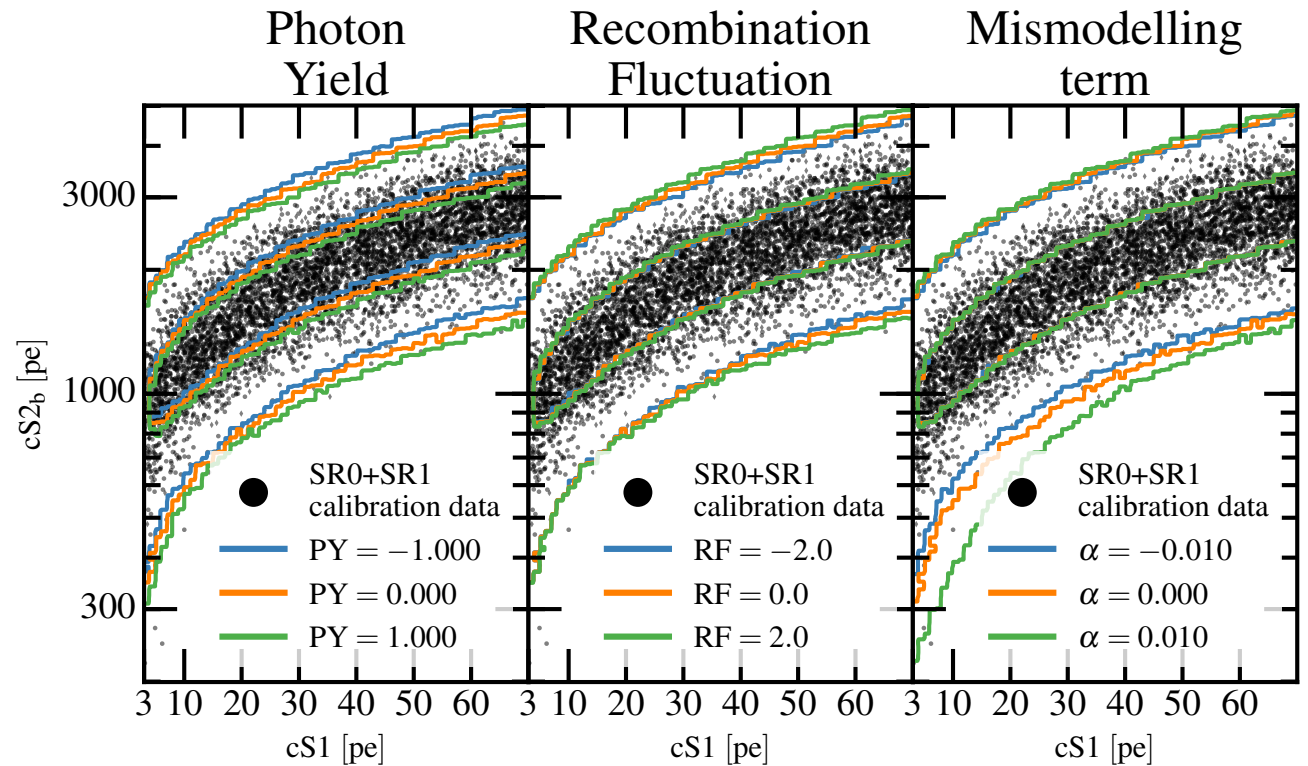 Photon
Yield
Recombination
Fluctuation
Mismodelling
term
cS2b [pe]
3000
1000
300
SR0+SR1
calibration data
PY = −1.000
PY = 0.000
PY = 1.000
SR0+SR1
calibration data
RF = −2.0
RF = 0.0
RF = 2.0
SR0+SR1
calibration data
α = −0.010
α = 0.000
α = 0.010
3 10 20 30 40 50 60
3 10 20 30 40 50 60
3 10 20 30 40 50 60
cS1 [pe]
cS1 [pe]
cS1 [pe]